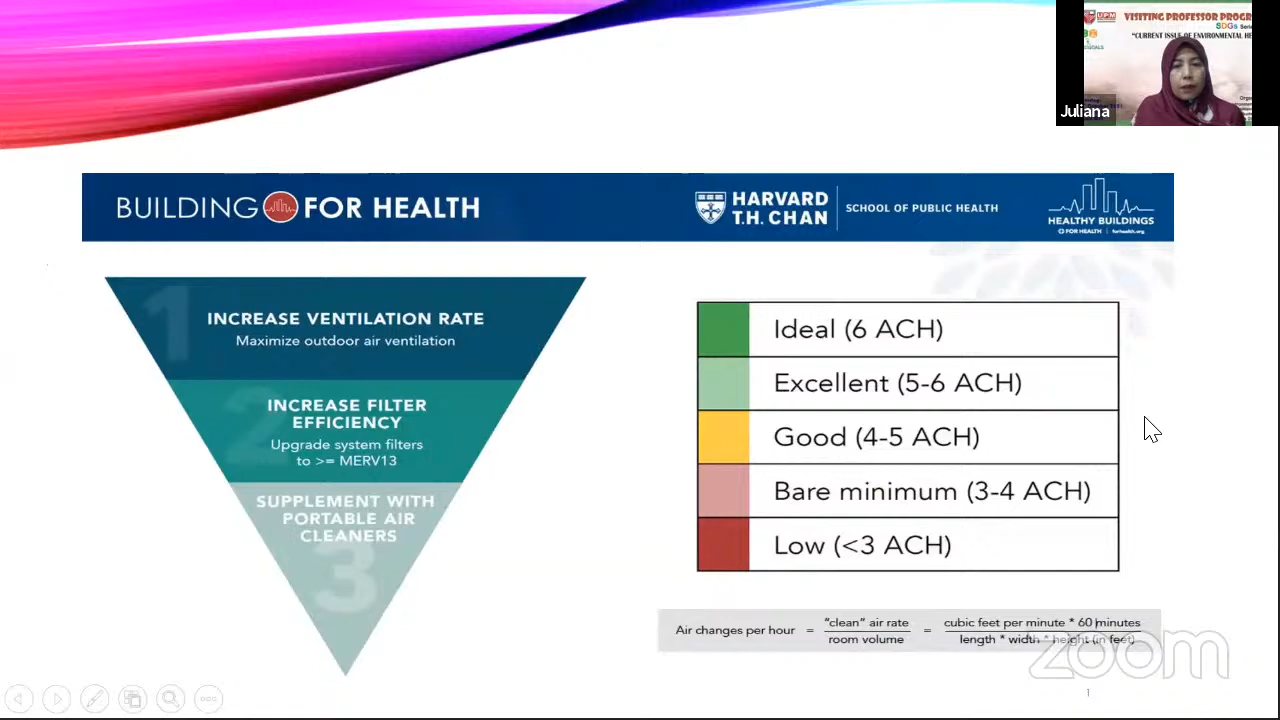 UPM
VISITING PROFESSOR PROGR
SDGs
"CURRENT ISSUE OF ENVIRONMENTAL HE
Juliana
BUILDING FOR HEALTH
HARVARD
T.H. CHAN
SCHOOL OF PUBLIC HEALTH
HEALTHY BUILDINGS
FOR HEALTH | forhealth.org
1
INCREASE VENTILATION RATE
Maximize outdoor air ventilation
2
INCREASE FILTER
EFFICIENCY
Upgrade system filters
to >= MERV13
SUPPLEMENT WITH
PORTABLE AIR
CLEANERS
3
Ideal (6 ACH)
Excellent (5-6 ACH)
Good (4-5 ACH)
Bare minimum (3-4 ACH)
Low (<3 ACH)
Air changes per hour = "clean" air rate = cubic feet per minute * 60 minutes
room volume length * width * height (in feet)
zoom
1